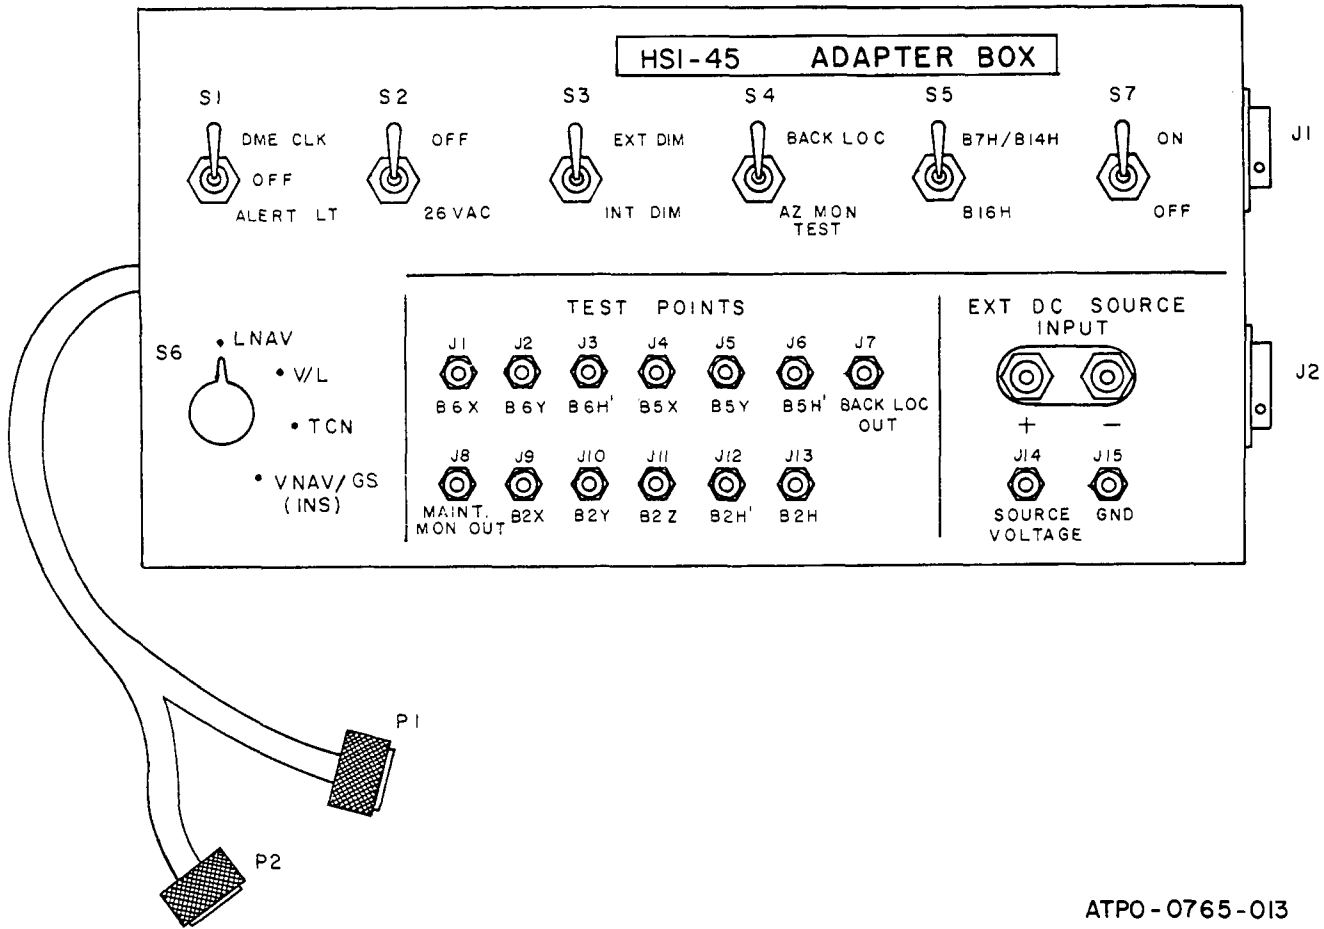 HSI-45 ADAPTER BOX
S1 S2 S3 S4 S5 S7
DME CLK OFF EXT DIM BACK LOC B7H/B14H ON
J1
OFF
ALERT LT 26 VAC INT DIM AZ MON TEST B16H OFF
TEST POINTS
EXT DC SOURCE
INPUT
S6
LNAV
V/L
TCN
VNAV/GS
(INS)
J1 J2 J3 J4 J5 J6 J7
B6X B6Y B6H' B5X B5Y B5H' BACK LOC
OUT
J8 J9 J10 J11 J12 J13
MAINT.
MON OUT B2X B2Y B2Z B2H' B2H
+ −
J14 J15
SOURCE
VOLTAGE GND
J2
P1
P2
ATPO-0765-013